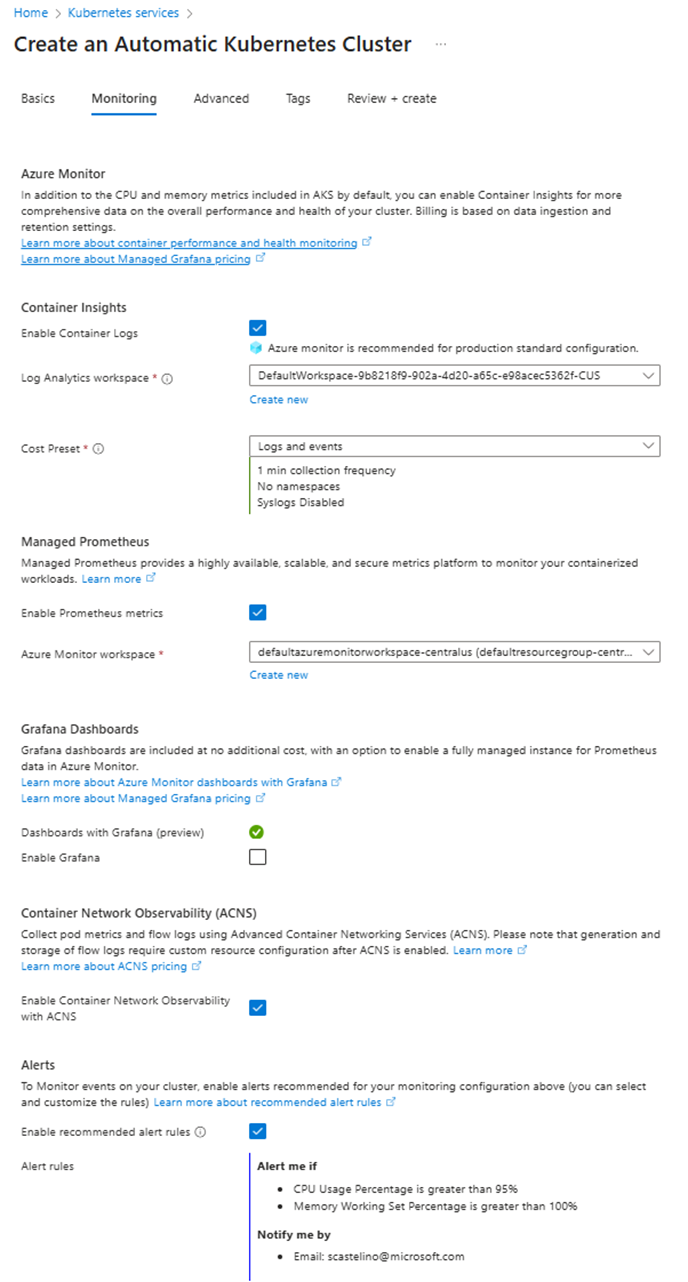 Home > Kubernetes services >
Create an Automatic Kubernetes Cluster ...
Basics Monitoring Advanced Tags Review + create
Azure Monitor
In addition to the CPU and memory metrics included in AKS by default, you can enable Container Insights for more
comprehensive data on the overall performance and health of your cluster. Billing is based on data ingestion and
retention settings.
Learn more about container performance and health monitoring
Learn more about Managed Grafana pricing
Container Insights
Enable Container Logs
Azure monitor is recommended for production standard configuration.
Log Analytics workspace * DefaultWorkspace-9b8218f9-902a-4d20-a65c-e98acec5362f-CUS
Create new
Cost Preset * Logs and events
1 min collection frequency
No namespaces
Syslogs Disabled
Managed Prometheus
Managed Prometheus provides a highly available, scalable, and secure metrics platform to monitor your containerized
workloads. Learn more
Enable Prometheus metrics
Azure Monitor workspace * defaultazuremonitorworkspace-centralus (defaultresourcegroup-centr...
Create new
Grafana Dashboards
Grafana dashboards are included at no additional cost, with an option to enable a fully managed instance for Prometheus
data in Azure Monitor.
Learn more about Azure Monitor dashboards with Grafana
Learn more about Managed Grafana pricing
Dashboards with Grafana (preview)
Enable Grafana
Container Network Observability (ACNS)
Collect pod metrics and flow logs using Advanced Container Networking Services (ACNS). Please note that generation and
storage of flow logs require custom resource configuration after ACNS is enabled. Learn more
Learn more about ACNS pricing
Enable Container Network Observability
with ACNS
Alerts
To Monitor events on your cluster, enable alerts recommended for your monitoring configuration above (you can select
and customize the rules) Learn more about recommended alert rules
Enable recommended alert rules
Alert rules Alert me if
• CPU Usage Percentage is greater than 95%
• Memory Working Set Percentage is greater than 100%
Notify me by
• Email: scastelino@microsoft.com